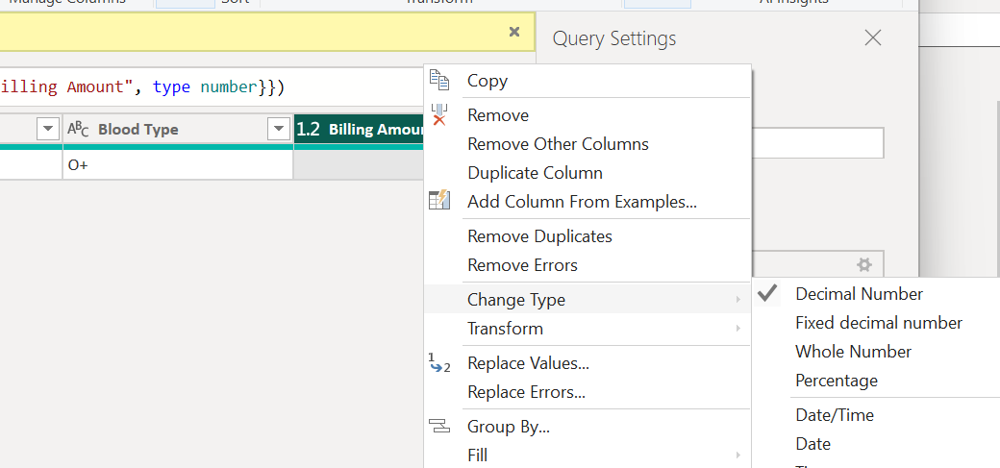 Manage Columns Sort Transform AI Insights
Query Settings
illing Amount", type number}})
ABC Blood Type 1.2 Billing Amou
O+
Copy
Remove
Remove Other Columns
Duplicate Column
Add Column From Examples...
Remove Duplicates
Remove Errors
Change Type
Transform
Replace Values...
Replace Errors...
Group By...
Fill
Decimal Number
Fixed decimal number
Whole Number
Percentage
Date/Time
Date